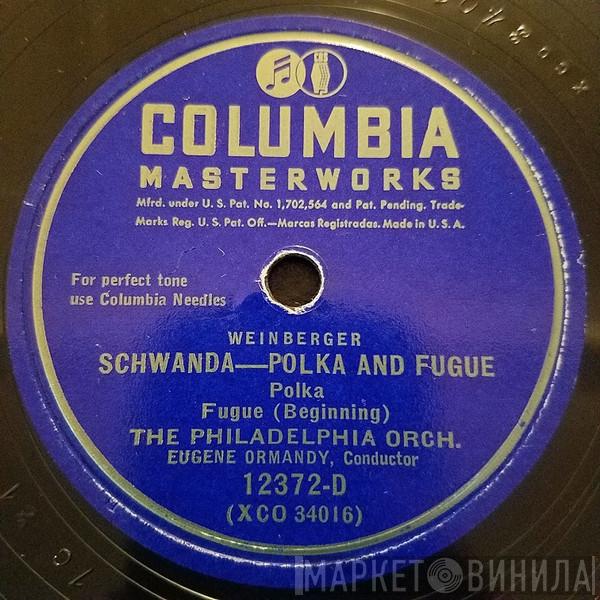 COLUMBIA
MASTERWORKS
Mfrd. under U. S. Pat. No. 1,702,564 and Pat. Pending. Trade-
Marks Reg. U. S. Pat. Off.—Marcas Registradas. Made in U. S. A.
For perfect tone
use Columbia Needles
WEINBERGER
SCHWANDA—POLKA AND FUGUE
Polka
Fugue (Beginning)
THE PHILADELPHIA ORCH.
EUGENE ORMANDY, Conductor
12372-D
(XCO 34016)
МАРКЕТ ВИНИЛА